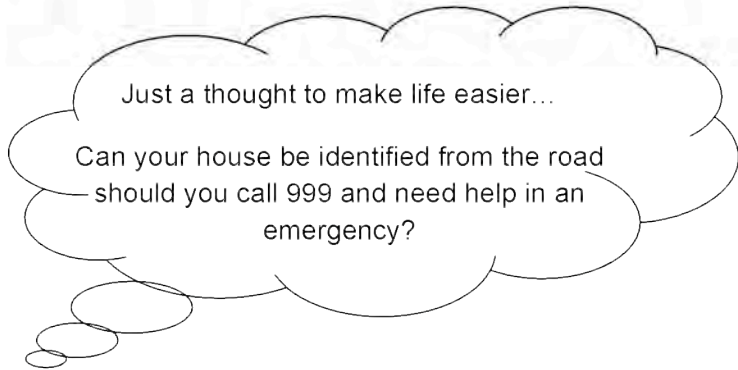 Just a thought to make life easier…
Can your house be identified from the road
should you call 999 and need help in an
emergency?